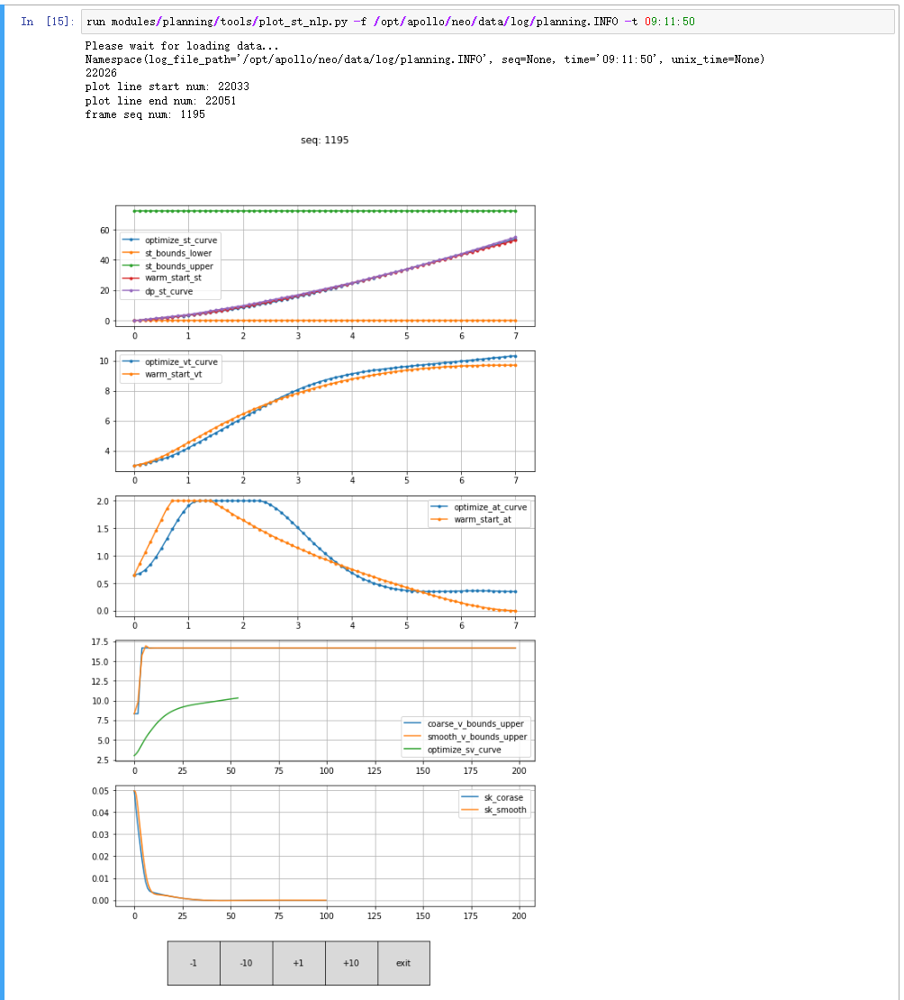 In [15]: run modules/planning/tools/plot_st_nlp.py -f /opt/apollo/neo/data/log/planning.INFO -t 09:11:50
Please wait for loading data...
Namespace(log_file_path='/opt/apollo/neo/data/log/planning.INFO', seq=None, time='09:11:50', unix_time=None)
22026
plot line start num: 22033
plot line end num: 22051
frame seq num: 1195
seq: 1195
60
40
20
0
optimize_st_curve
st_bounds_lower
st_bounds_upper
warm_start_st
dp_st_curve
0 1 2 3 4 5 6 7
10
8
6
4
optimize_vt_curve
warm_start_vt
0 1 2 3 4 5 6 7
2.0
1.5
1.0
0.5
0.0
optimize_at_curve
warm_start_at
0 1 2 3 4 5 6 7
17.5
15.0
12.5
10.0
7.5
5.0
2.5
coarse_v_bounds_upper
smooth_v_bounds_upper
optimize_sv_curve
0 25 50 75 100 125 150 175 200
0.05
0.04
0.03
0.02
0.01
0.00
sk_corase
sk_smooth
0 25 50 75 100 125 150 175 200
-1 -10 +1 +10 exit